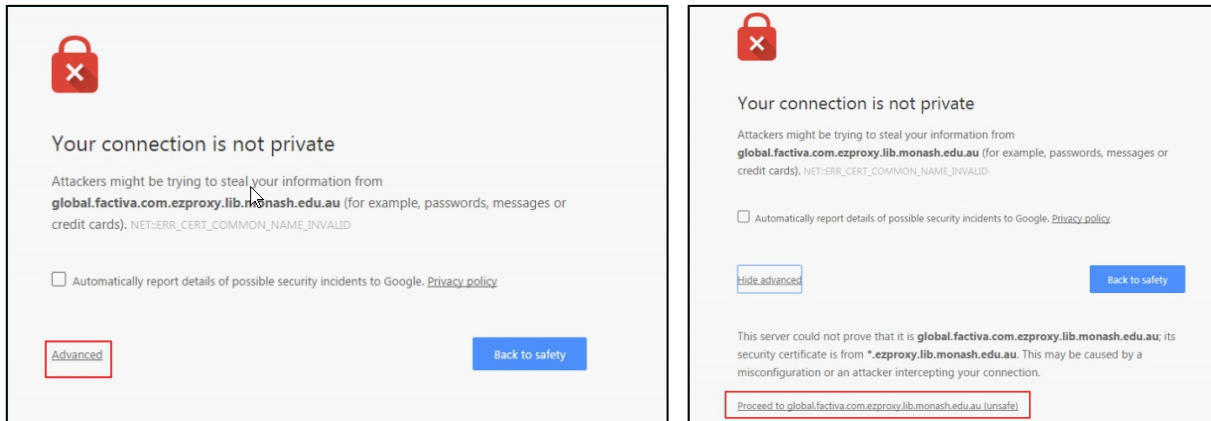 Your connection is not private
Attackers might be trying to steal your information from
global.factiva.com.ezproxy.lib.monash.edu.au (for example, passwords, messages or
credit cards). NET::ERR_CERT_COMMON_NAME_INVALID
Automatically report details of possible security incidents to Google. Privacy policy
Advanced
Back to safety
Your connection is not private
Attackers might be trying to steal your information from
global.factiva.com.ezproxy.lib.monash.edu.au (for example, passwords, messages or
credit cards). NET::ERR_CERT_COMMON_NAME_INVALID
Automatically report details of possible security incidents to Google. Privacy policy
Hide advanced
Back to safety
This server could not prove that it is global.factiva.com.ezproxy.lib.monash.edu.au; its
security certificate is from *.ezproxy.lib.monash.edu.au. This may be caused by a
misconfiguration or an attacker intercepting your connection.
Proceed to global.factiva.com.ezproxy.lib.monash.edu.au (unsafe)